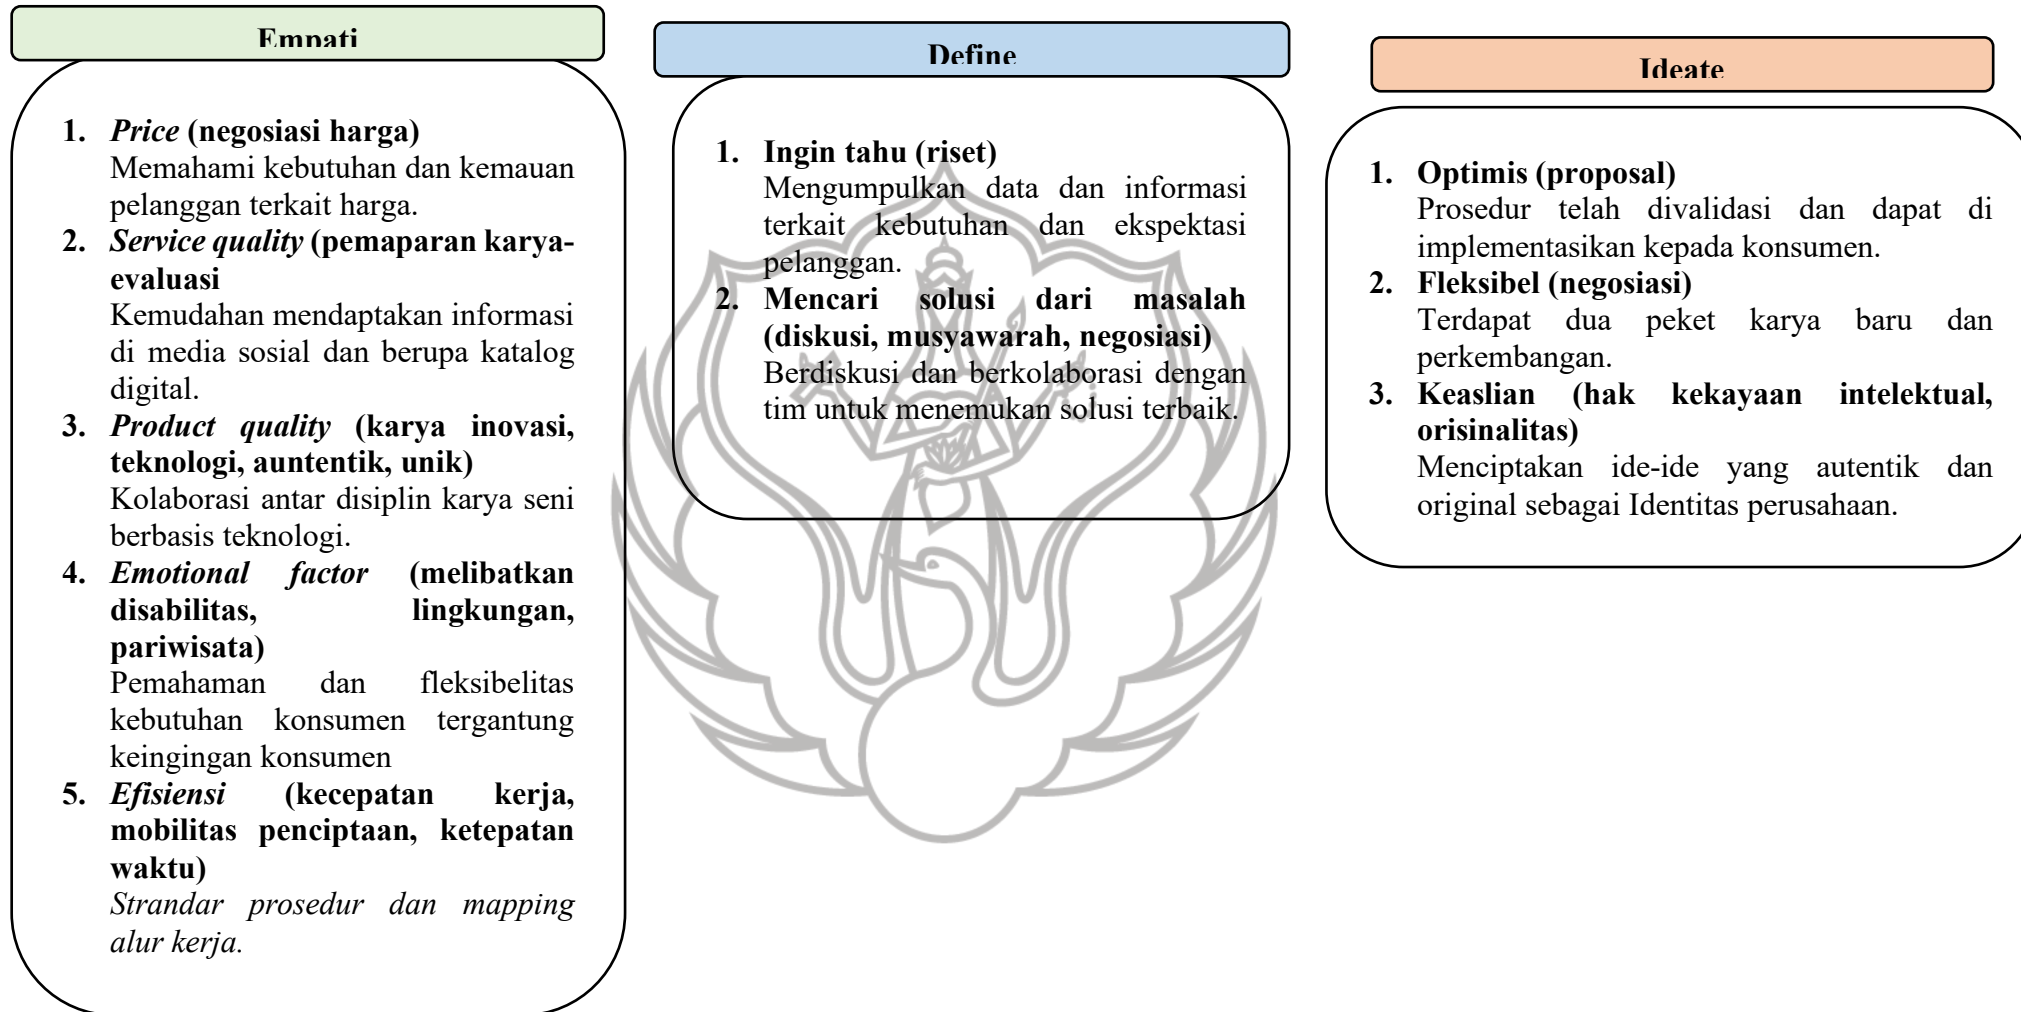 Empati
1. Price (negosiasi harga)
Memahami kebutuhan dan kemauan
pelanggan terkait harga.
2. Service quality (pemaparan karya-
evaluasi
Kemudahan mendaptakan informasi
di media sosial dan berupa katalog
digital.
3. Product quality (karya inovasi,
teknologi, auntentik, unik)
Kolaborasi antar disiplin karya seni
berbasis teknologi.
4. Emotional factor (melibatkan
disabilitas, lingkungan,
pariwisata)
Pemahaman dan fleksibelitas
kebutuhan konsumen tergantung
keingingan konsumen
5. Efisiensi (kecepatan kerja,
mobilitas penciptaan, ketepatan
waktu)
Strandar prosedur dan mapping
alur kerja.
Define
1. Ingin tahu (riset)
Mengumpulkan data dan informasi
terkait kebutuhan dan ekspektasi
pelanggan.
2. Mencari solusi dari masalah
(diskusi, musyawarah, negosiasi)
Berdiskusi dan berkolaborasi dengan
tim untuk menemukan solusi terbaik.
Ideate
1. Optimis (proposal)
Prosedur telah divalidasi dan dapat di
implementasikan kepada konsumen.
2. Fleksibel (negosiasi)
Terdapat dua peket karya baru dan
perkembangan.
3. Keaslian (hak kekayaan intelektual,
orisinalitas)
Menciptakan ide-ide yang autentik dan
original sebagai Identitas perusahaan.